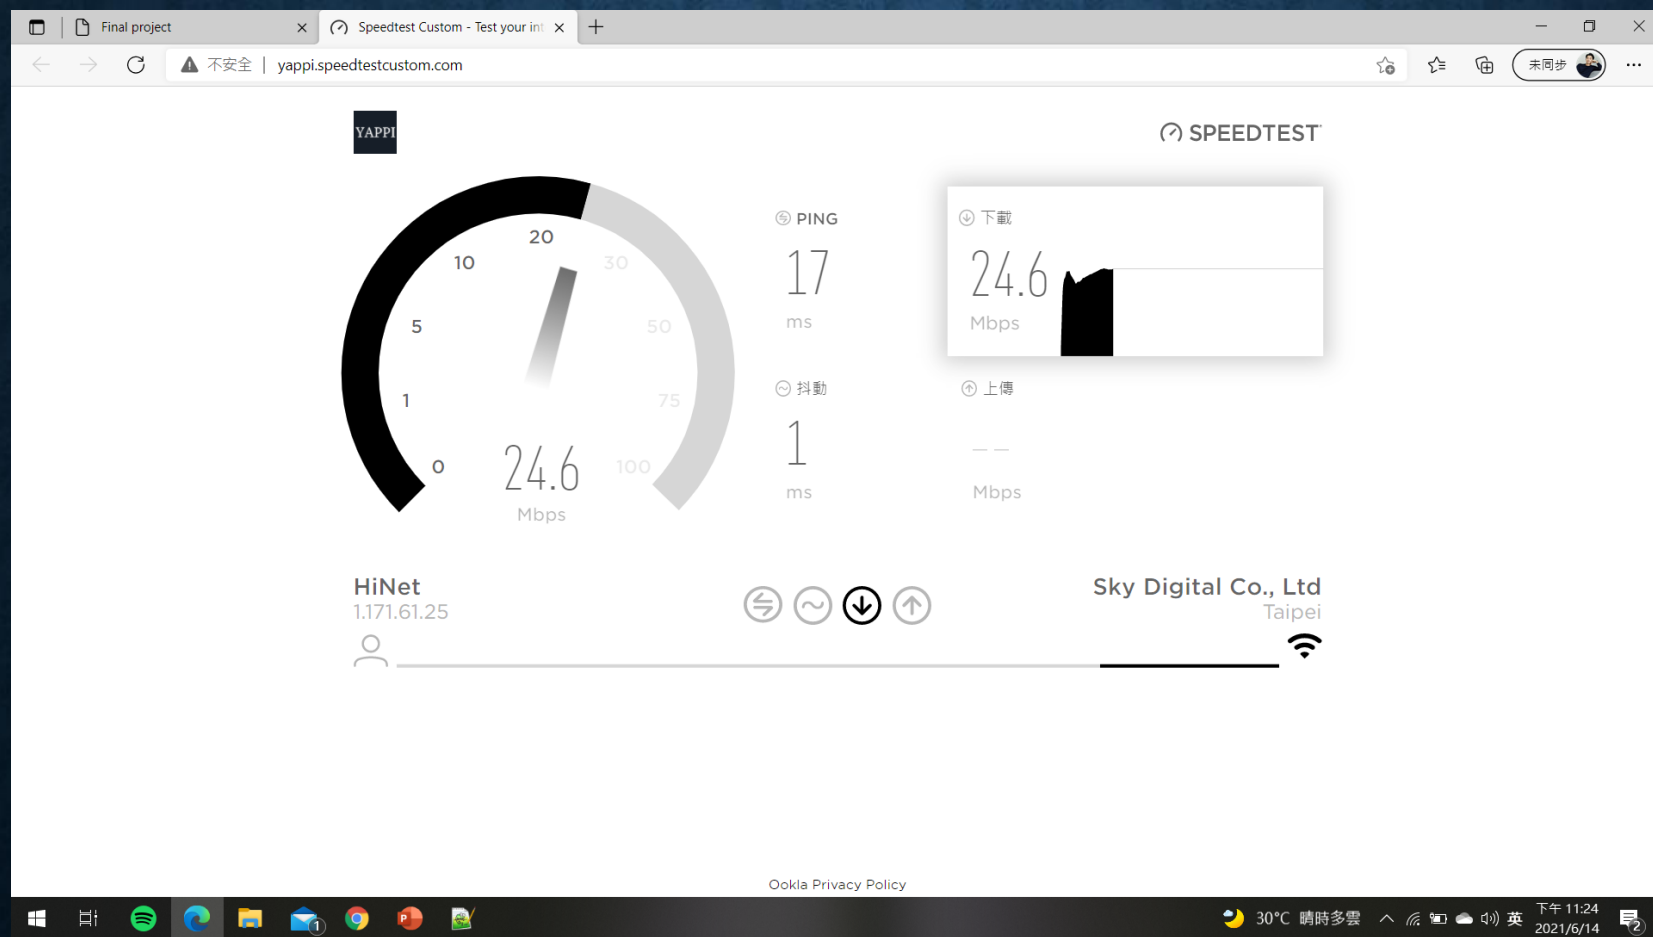 Final project
Speedtest Custom - Test your int
不安全
yappi.speedtestcustom.com
未同步
YAPPI
SPEEDTEST
0
1
5
10
20
30
50
75
100
24.6
Mbps
PING
17
ms
下載
24.6
Mbps
抖動
1
ms
上傳
— —
Mbps
HiNet
1.171.61.25
Sky Digital Co., Ltd
Taipei
Ookla Privacy Policy
1
30°C 晴時多雲
英
下午 11:24
2021/6/14
2